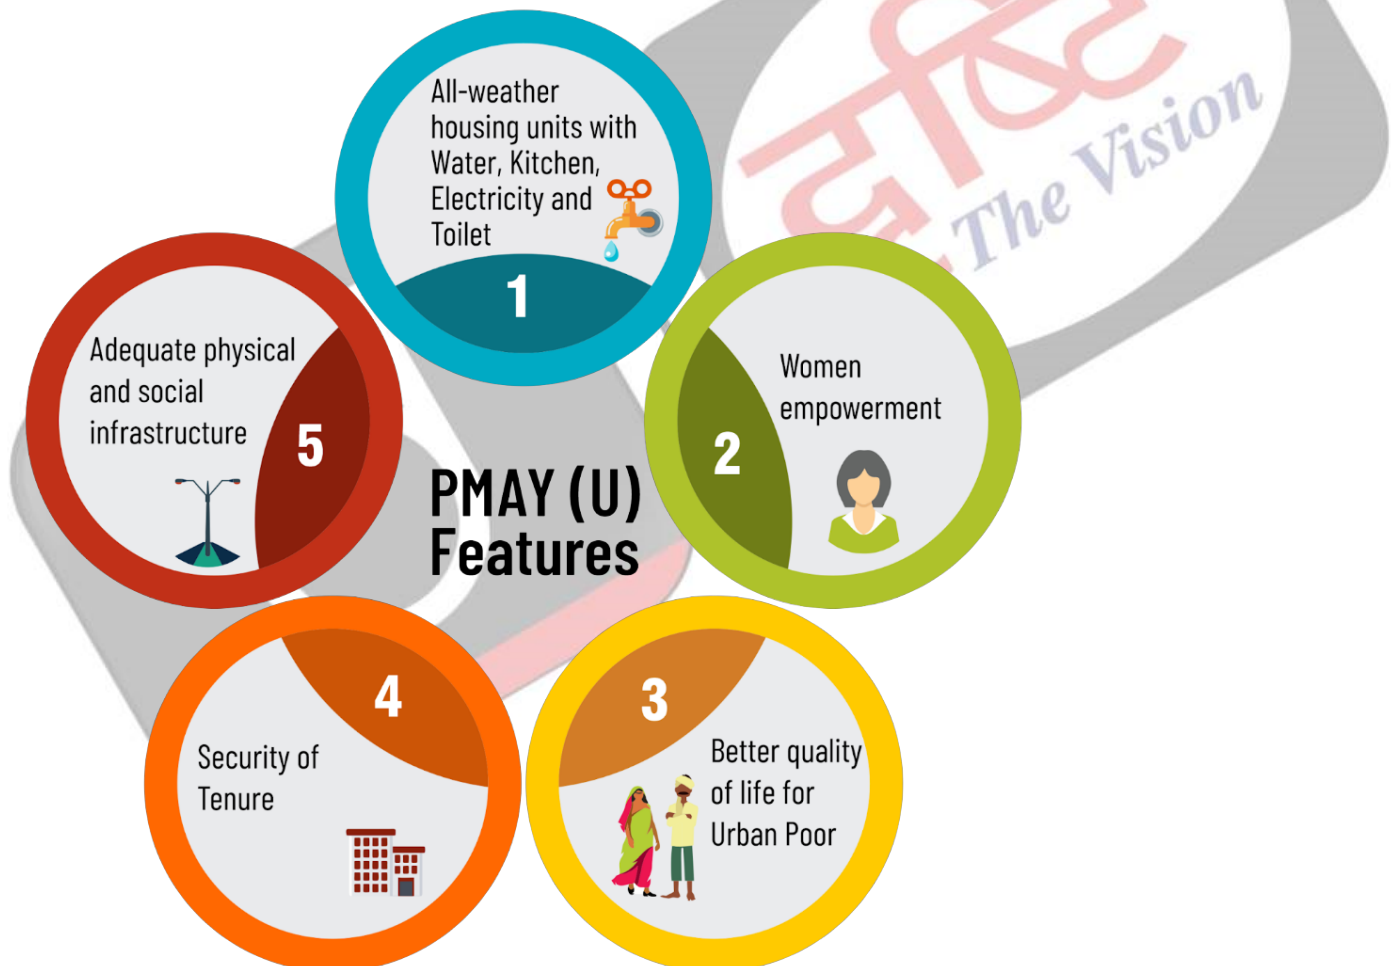 All-weather
housing units with
Water, Kitchen,
Electricity and
Toilet
1
Women
empowerment
2
Better quality
of life for
Urban Poor
3
Security of
Tenure
4
Adequate physical
and social
infrastructure
5
PMAY (U)
Features
दृष्टि
The Vision